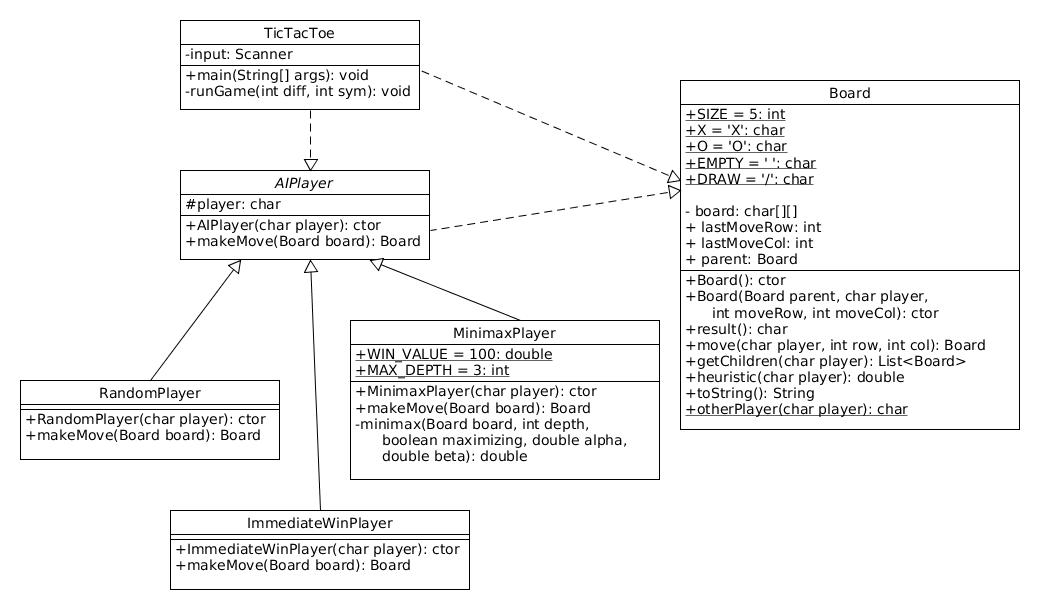 TicTacToe
-input: Scanner
+main(String[] args): void
-runGame(int diff, int sym): void
Board
+SIZE = 5: int
+X = 'X': char
+O = 'O': char
+EMPTY = ' ': char
+DRAW = '/': char
- board: char[][]
+ lastMoveRow: int
+ lastMoveCol: int
+ parent: Board
+Board(): ctor
+Board(Board parent, char player,
int moveRow, int moveCol): ctor
+result(): char
+move(char player, int row, int col): Board
+getChildren(char player): List<Board>
+heuristic(char player): double
+toString(): String
+otherPlayer(char player): char
AIPlayer
#player: char
+AIPlayer(char player): ctor
+makeMove(Board board): Board
MinimaxPlayer
+WIN_VALUE = 100: double
+MAX_DEPTH = 3: int
+MinimaxPlayer(char player): ctor
+makeMove(Board board): Board
-minimax(Board board, int depth,
boolean maximizing, double alpha,
double beta): double
RandomPlayer
+RandomPlayer(char player): ctor
+makeMove(Board board): Board
ImmediateWinPlayer
+ImmediateWinPlayer(char player): ctor
+makeMove(Board board): Board